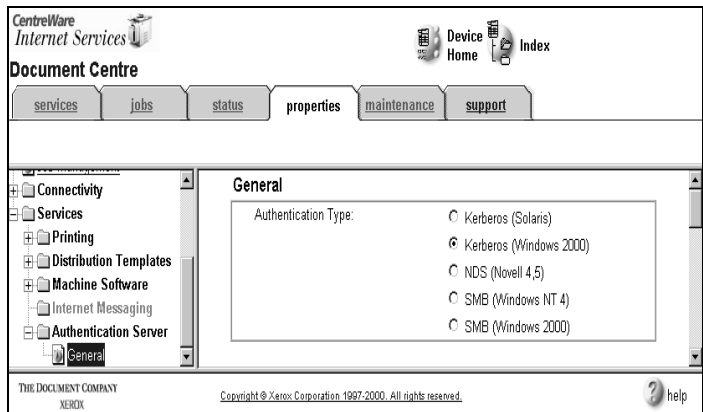 CentreWare
Internet Services
Device
Home
Index
Document Centre
services jobs status properties maintenance support
Connectivity
Services
Printing
Distribution Templates
Machine Software
Internet Messaging
Authentication Server
General
General
Authentication Type:
Kerberos (Solaris)
Kerberos (Windows 2000)
NDS (Novell 4,5)
SMB (Windows NT 4)
SMB (Windows 2000)
THE DOCUMENT COMPANY
XEROX
Copyright © Xerox Corporation 1997-2000. All rights reserved.
help